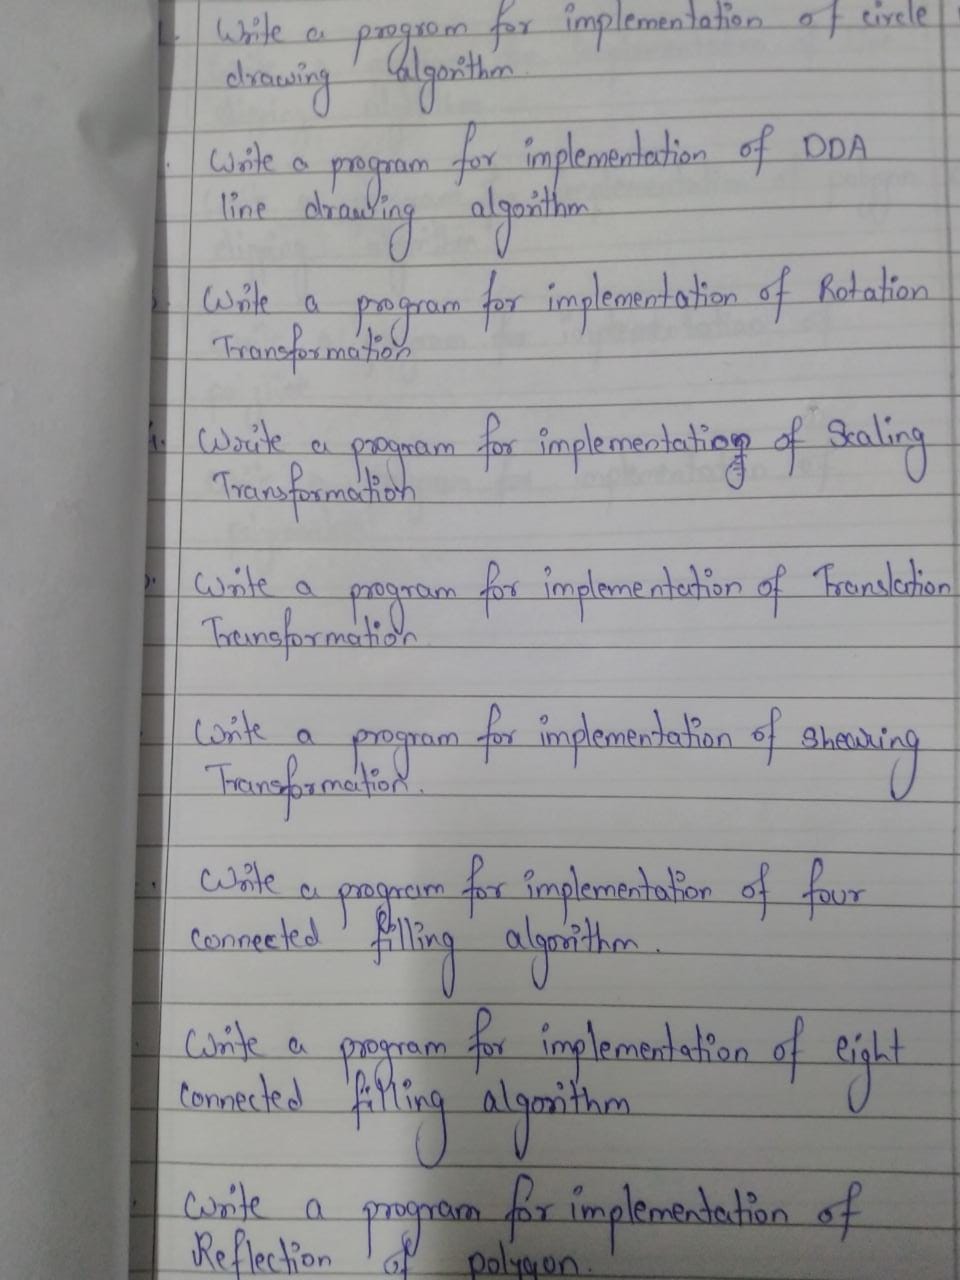 1. Write a program for implementation of circle
drawing algorithm
Write a program for implementation of DDA
line drawing algorithm
Write a program for implementation of Rotation
Transformation
4. Write a program for implementation of Scaling
Transformation
Write a program for implementation of Translation
Transformation
Write a program for implementation of Shearing
Transformation.
Write a program for implementation of four
connected filling algorithm.
Write a program for implementation of eight
connected filling algorithm
Write a program for implementation of
Reflection of polygon.